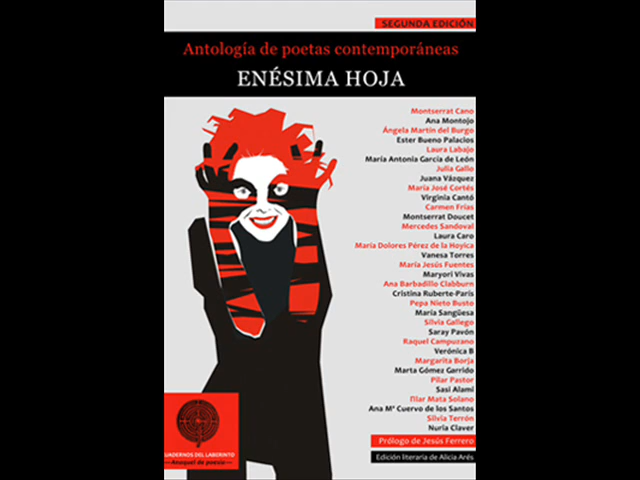 SEGUNDA EDICIÓN
Antología de poetas contemporáneas
ENÉSIMA HOJA
Montserrat Cano
Ana Montojo
Ángela Martín del Burgo
Ester Bueno Palacios
Laura Labajo
María Antonia García de León
Julia Gallo
Juana Vázquez
María José Cortés
Virginia Cantó
Carmen Frías
Montserrat Doucet
Mercedes Sandoval
Laura Caro
María Dolores Pérez de la Hoyica
Vanesa Torres
María Jesús Fuentes
Maryori Vivas
Ana Barbadillo Clabburn
Cristina Ruberte-París
Pepa Nieto Busto
María Sangüesa
Silvia Gallego
Saray Pavón
Raquel Campuzano
Verónica B
Margarita Borja
Marta Gómez Garrido
Pilar Pastor
Sasi Alami
Pilar Mata Solano
Ana Mª Cuervo de los Santos
Silvia Terrón
Nuria Claver
Prólogo de Jesús Ferrero
Edición literaria de Alicia Arés
CUADERNOS DEL LABERINTO
—Anaquel de poesía—